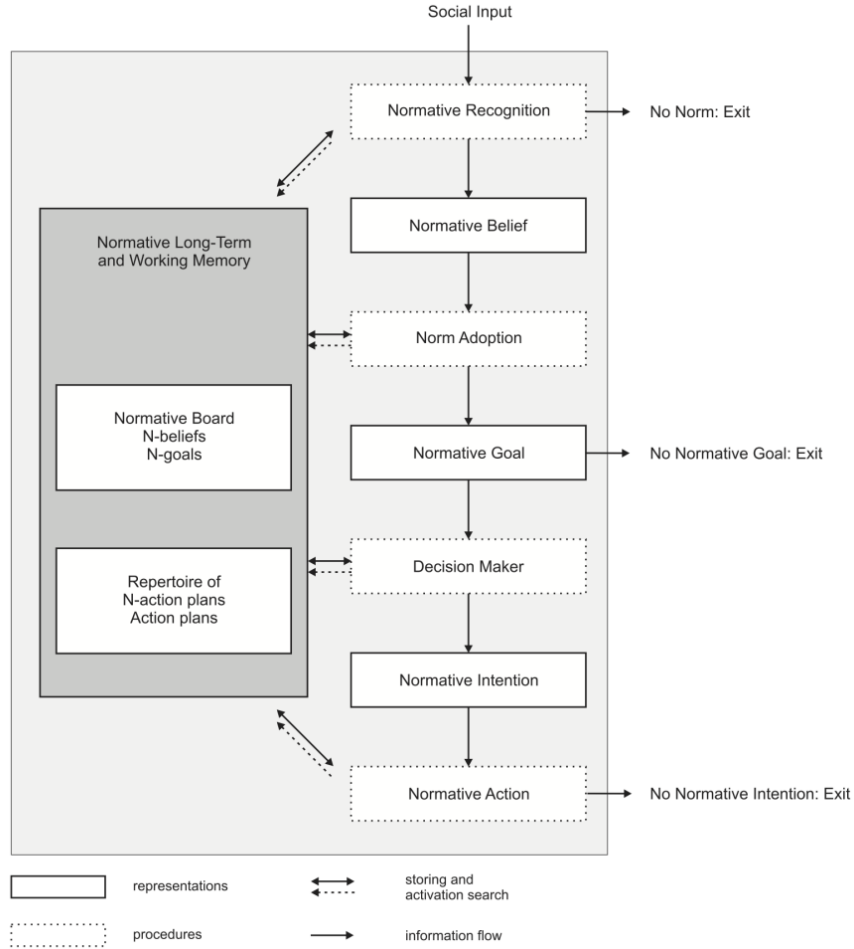 Social Input
Normative Recognition
No Norm: Exit
Normative Belief
Normative Long-Term
and Working Memory
Norm Adoption
Normative Board
N-beliefs
N-goals
Normative Goal
No Normative Goal: Exit
Decision Maker
Repertoire of
N-action plans
Action plans
Normative Intention
Normative Action
No Normative Intention: Exit
representations
storing and
activation search
procedures
information flow